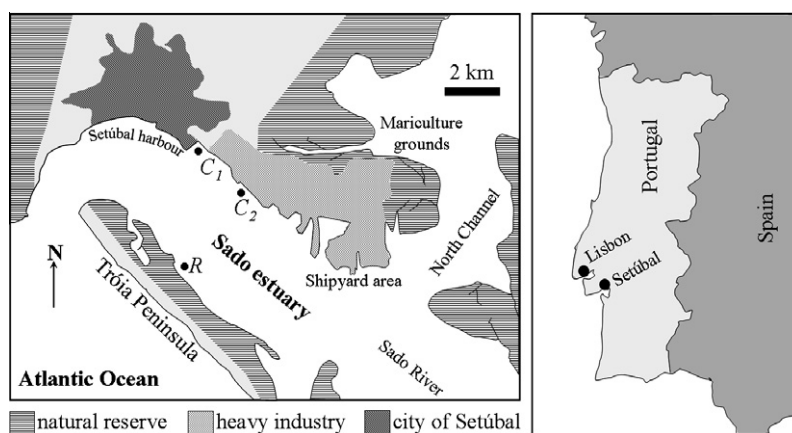 2 km
Setúbal harbour
Mariculture
grounds
C1
C2
N
R
Sado estuary
Tróia Peninsula
Shipyard area
North Channel
Sado River
Atlantic Ocean
natural reserve
heavy industry
city of Setúbal
Portugal
Spain
Lisbon
Setúbal